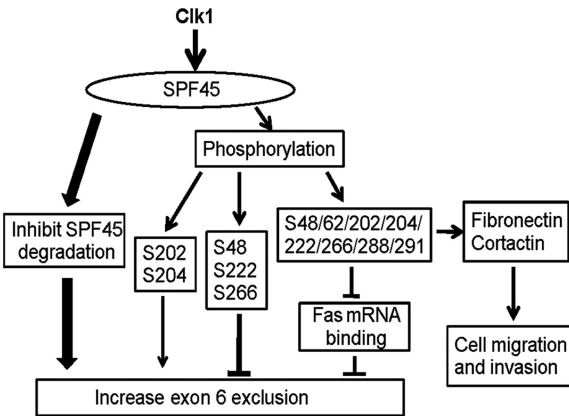 Clk1
SPF45
Phosphorylation
Inhibit SPF45
degradation
S202
S204
S48
S222
S266
S48/62/202/204/
222/266/288/291
Fibronectin
Cortactin
Fas mRNA
binding
Cell migration
and invasion
Increase exon 6 exclusion